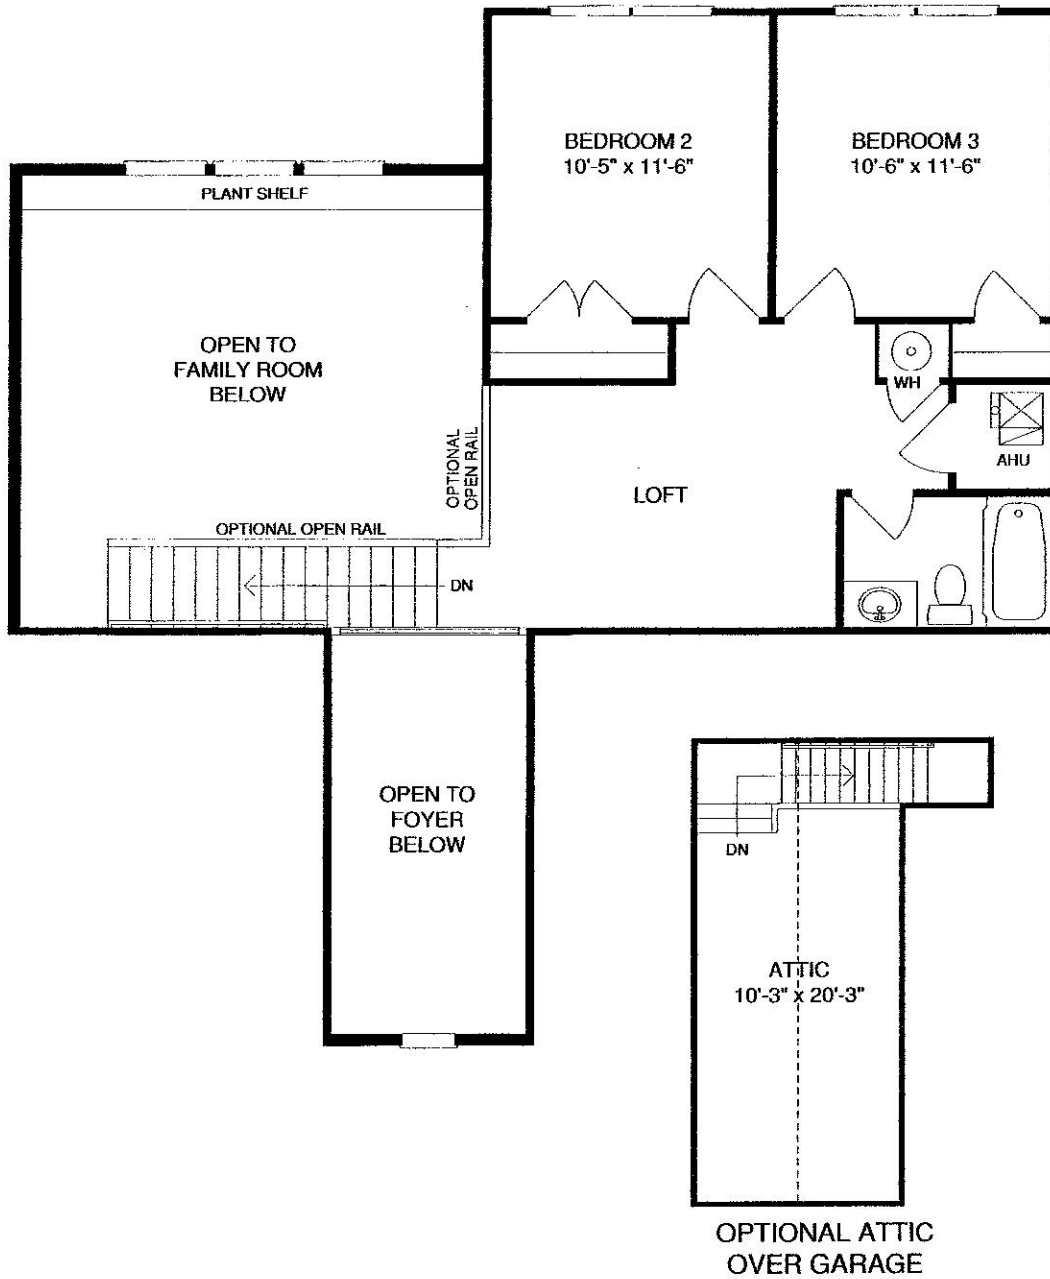 BEDROOM 2
10'-5" x 11'-6"
BEDROOM 3
10'-6" x 11'-6"
PLANT SHELF
OPEN TO
FAMILY ROOM
BELOW
WH
OPTIONAL
OPEN RAIL
AHU
LOFT
OPTIONAL OPEN RAIL
DN
OPEN TO
FOYER
BELOW
DN
ATTIC
10'-3" x 20'-3"
OPTIONAL ATTIC
OVER GARAGE